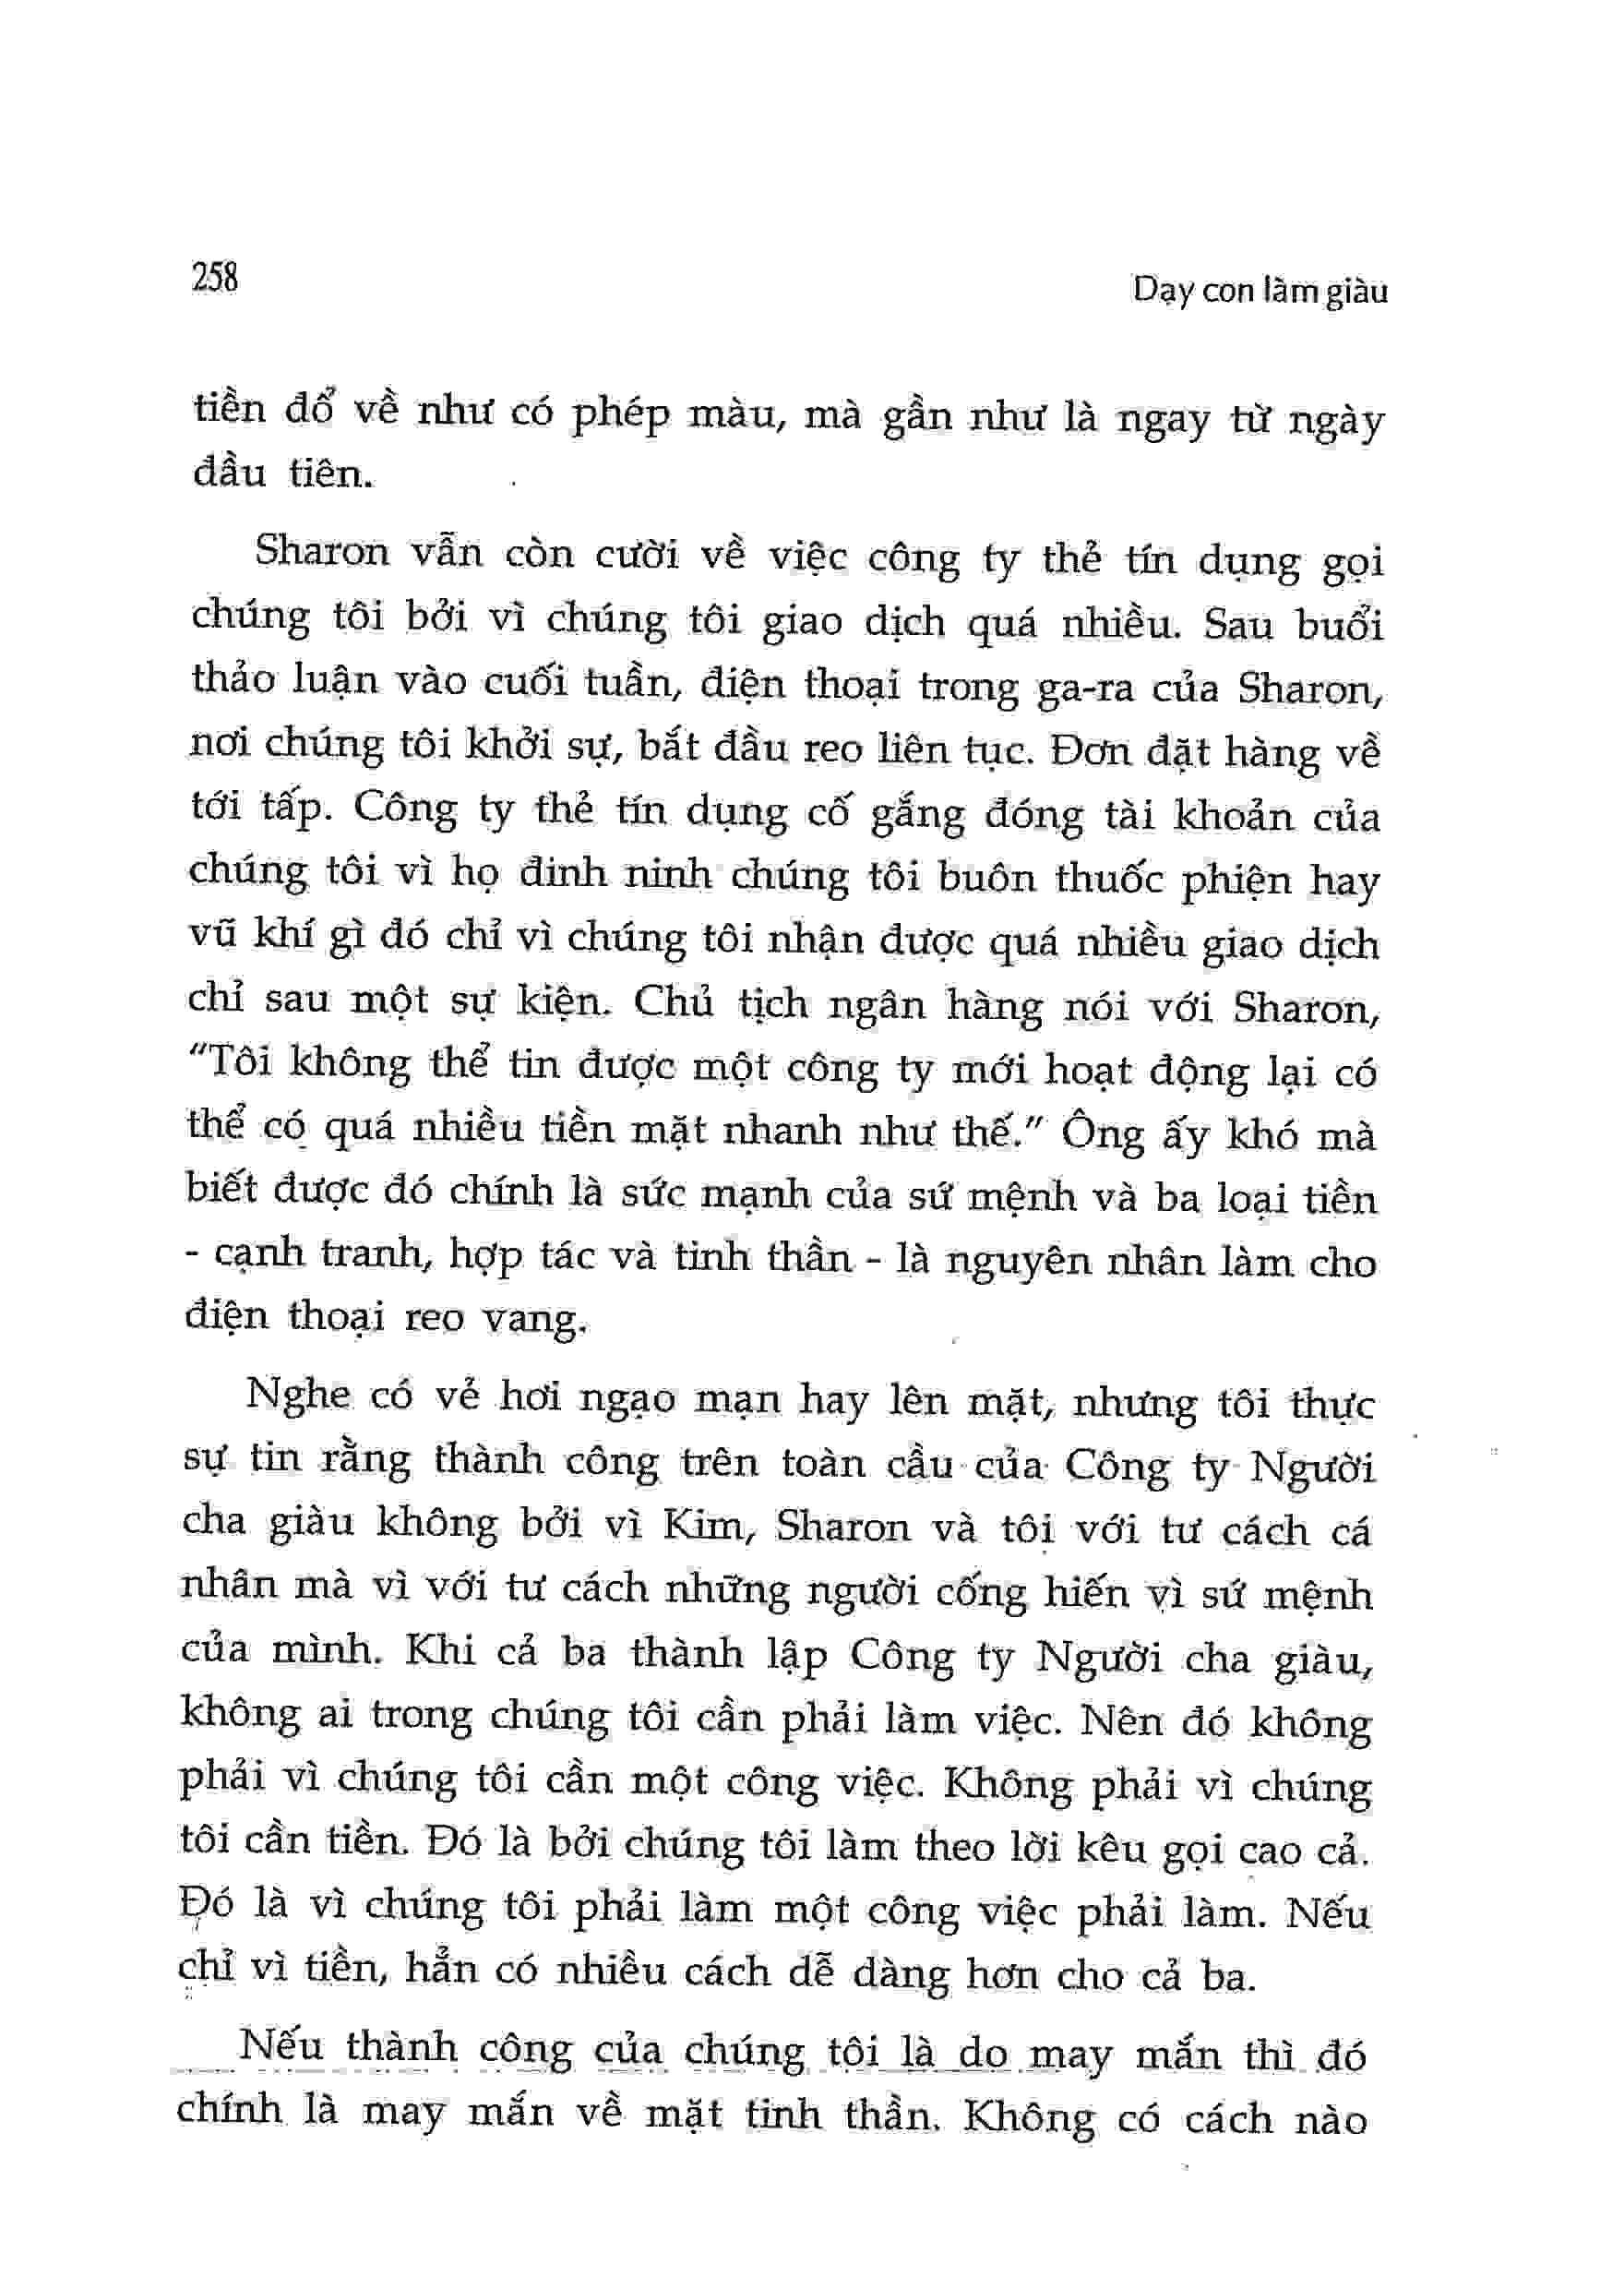 258
Dạy con làm giàu
tiền đổ về như có phép màu, mà gần như là ngay từ ngày
đầu tiên.
Sharon vẫn còn cười về việc công ty thẻ tín dụng gọi
chúng tôi bởi vì chúng tôi giao dịch quá nhiều. Sau buổi
thảo luận vào cuối tuần, điện thoại trong ga-ra của Sharon,
nơi chúng tôi khởi sự, bắt đầu reo liên tục. Đơn đặt hàng về
tới tấp. Công ty thẻ tín dụng cố gắng đóng tài khoản của
chúng tôi vì họ đinh ninh chúng tôi buôn thuốc phiện hay
vũ khí gì đó chỉ vì chúng tôi nhận được quá nhiều giao dịch
chỉ sau một sự kiện. Chủ tịch ngân hàng nói với Sharon,
"Tôi không thể tin được một công ty mới hoạt động lại có
thể có quá nhiều tiền mặt nhanh như thế." Ông ấy khó mà
biết được đó chính là sức mạnh của sứ mệnh và ba loại tiền
- cạnh tranh, hợp tác và tinh thần - là nguyên nhân làm cho
điện thoại reo vang.
Nghe có vẻ hơi ngạo mạn hay lên mặt, nhưng tôi thực
sự tin rằng thành công trên toàn cầu của Công ty Người
cha giàu không bởi vì Kim, Sharon và tôi với tư cách cá
nhân mà vì với tư cách những người cống hiến vì sứ mệnh
của mình. Khi cả ba thành lập Công ty Người cha giàu,
không ai trong chúng tôi cần phải làm việc. Nên đó không
phải vì chúng tôi cần một công việc. Không phải vì chúng
tôi cần tiền. Đó là bởi chúng tôi làm theo lời kêu gọi cao cả.
Đó là vì chúng tôi phải làm một công việc phải làm. Nếu
chỉ vì tiền, hẳn có nhiều cách dễ dàng hơn cho cả ba.
Nếu thành công của chúng tôi là do may mắn thì đó
chính là may mắn về mặt tinh thần. Không có cách nào